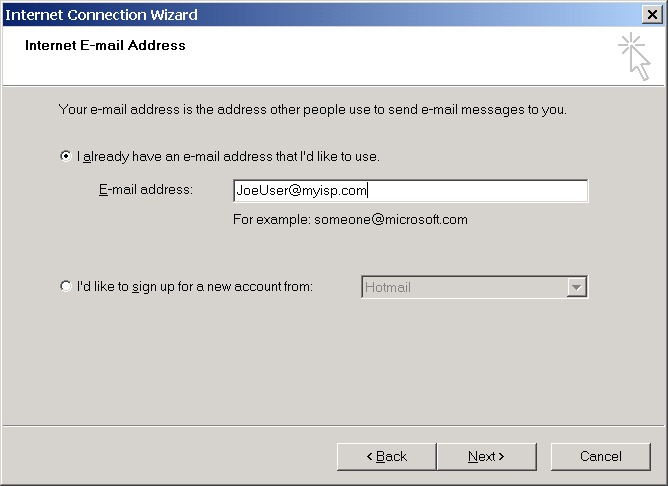 Internet Connection Wizard
Internet E-mail Address
Your e-mail address is the address other people use to send e-mail messages to you.
I already have an e-mail address that I'd like to use.
E-mail address: JoeUser@myisp.com
For example: someone@microsoft.com
I'd like to sign up for a new account from: Hotmail
< Back Next > Cancel